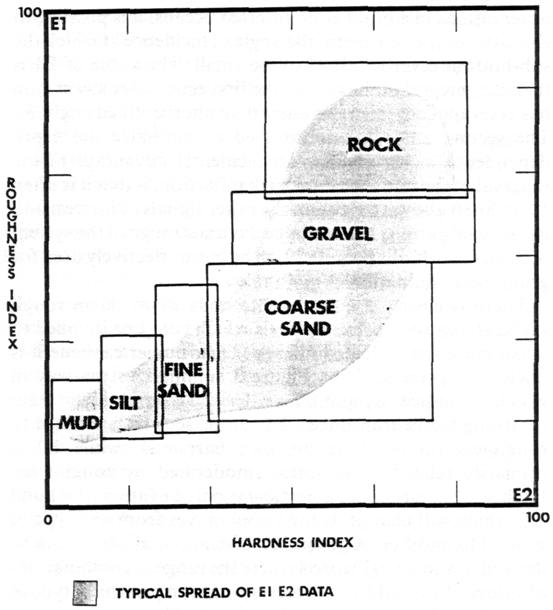 100
E1
ROCK
GRAVEL
COARSE
SAND
FINE
SAND
SILT
MUD
ROUGHNESS INDEX
E2
0
100
HARDNESS INDEX
TYPICAL SPREAD OF E1 E2 DATA